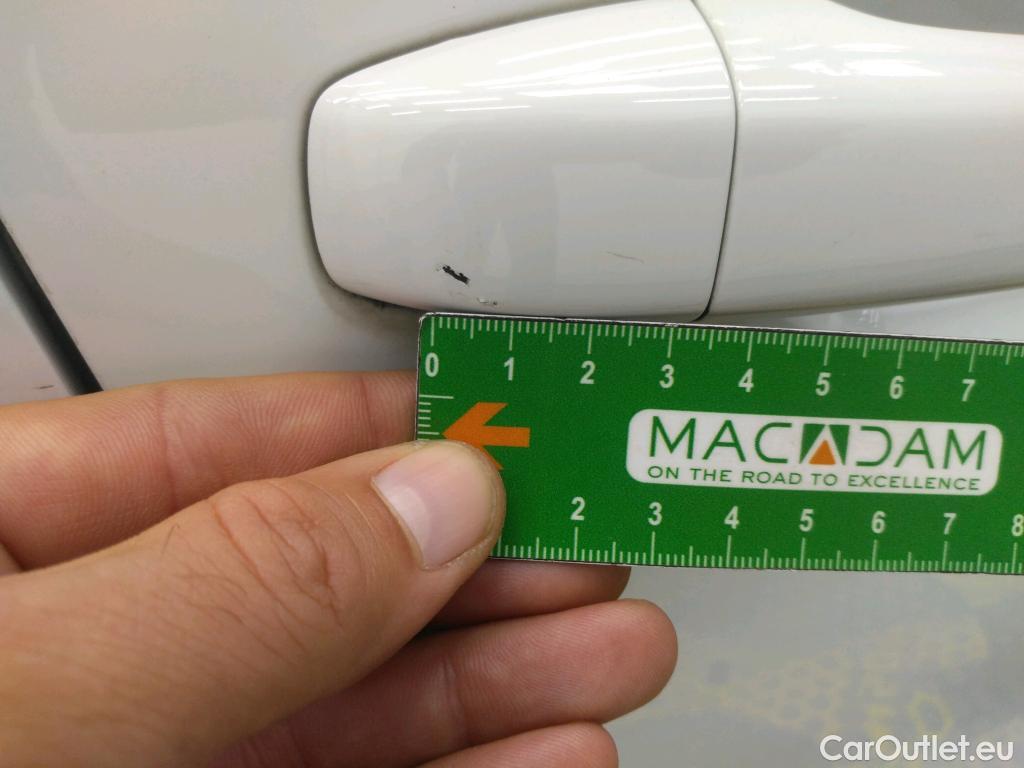 0 1 2 3 4 5 6 7
MACADAM
ON THE ROAD TO EXCELLENCE
2 3 4 5 6 7 8
CarOutlet.eu